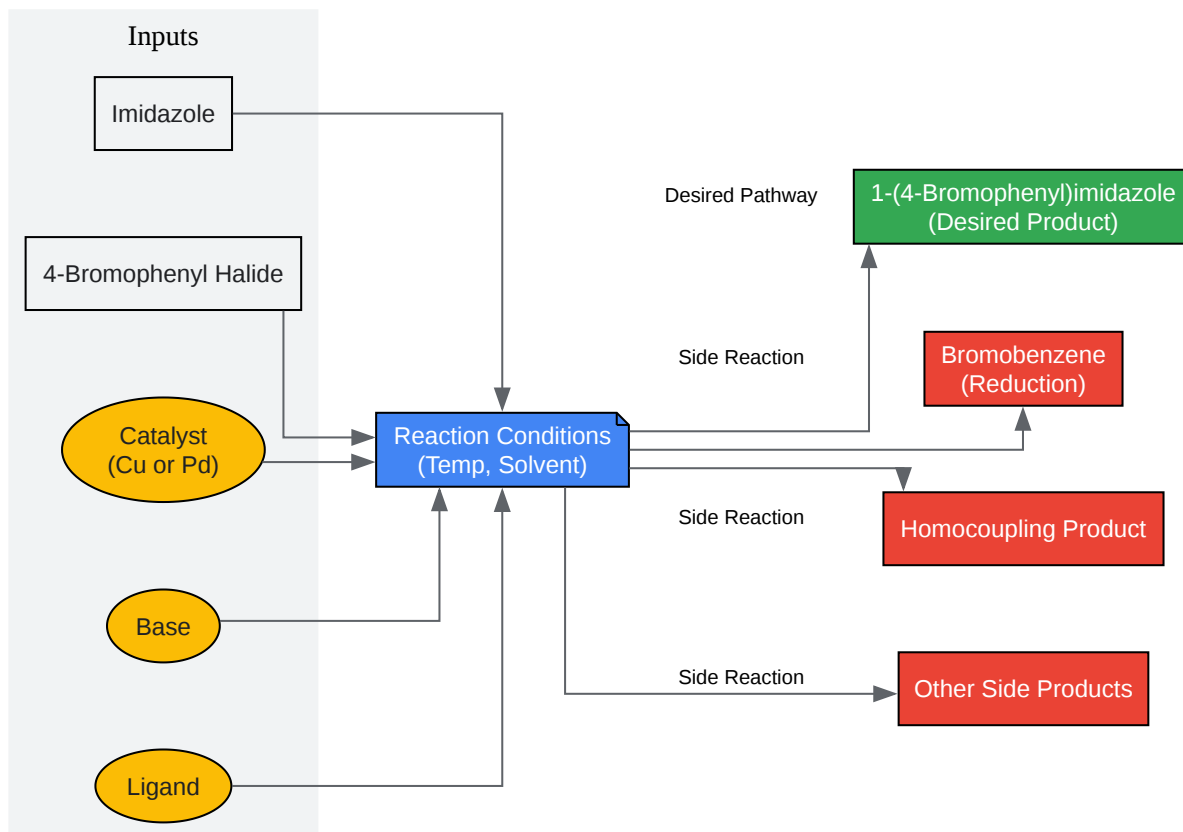 Inputs
Imidazole
4-Bromophenyl Halide
Catalyst
(Cu or Pd)
Base
Ligand
Reaction Conditions
(Temp, Solvent)
Desired Pathway
1-(4-Bromophenyl)imidazole
(Desired Product)
Side Reaction
Bromobenzene
(Reduction)
Side Reaction
Homocoupling Product
Side Reaction
Other Side Products